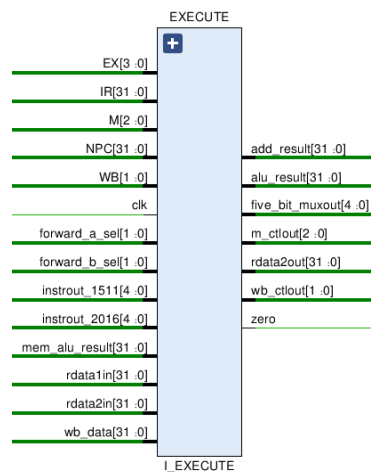 EXECUTE
EX[3 :0]
IR[31 :0]
M[2 :0]
NPC[31 :0]
WB[1 :0]
clk
forward_a_sel[1 :0]
forward_b_sel[1 :0]
instrout_1511[4 :0]
instrout_2016[4 :0]
mem_alu_result[31 :0]
rdata1in[31 :0]
rdata2in[31 :0]
wb_data[31 :0]
add_result[31 :0]
alu_result[31 :0]
five_bit_muxout[4 :0]
m_ctlout[2 :0]
rdata2out[31 :0]
wb_ctlout[1 :0]
zero
I_EXECUTE